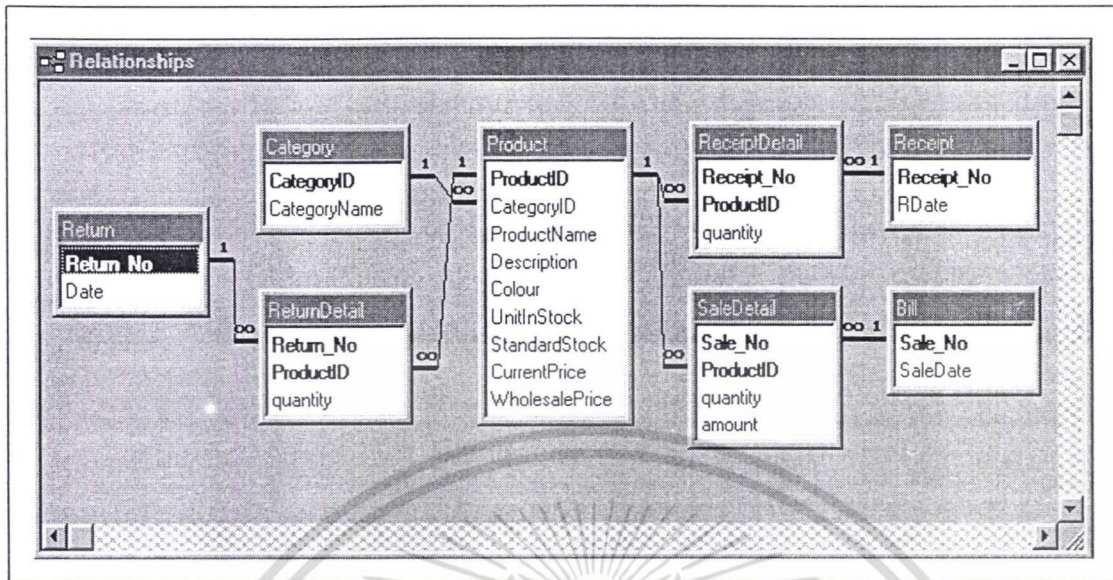 Relationships
Return
Return_No
Date
Category
CategoryID
CategoryName
ReturnDetail
Return_No
ProductID
quantity
Product
ProductID
CategoryID
ProductName
Description
Colour
UnitInStock
StandardStock
CurrentPrice
WholesalePrice
ReceiptDetail
Receipt_No
ProductID
quantity
SaleDetail
Sale_No
ProductID
quantity
amount
Receipt
Receipt_No
RDate
Bill
Sale_No
SaleDate
1
∞
1
1
∞
∞
1
∞
∞ 1
∞
∞ 1